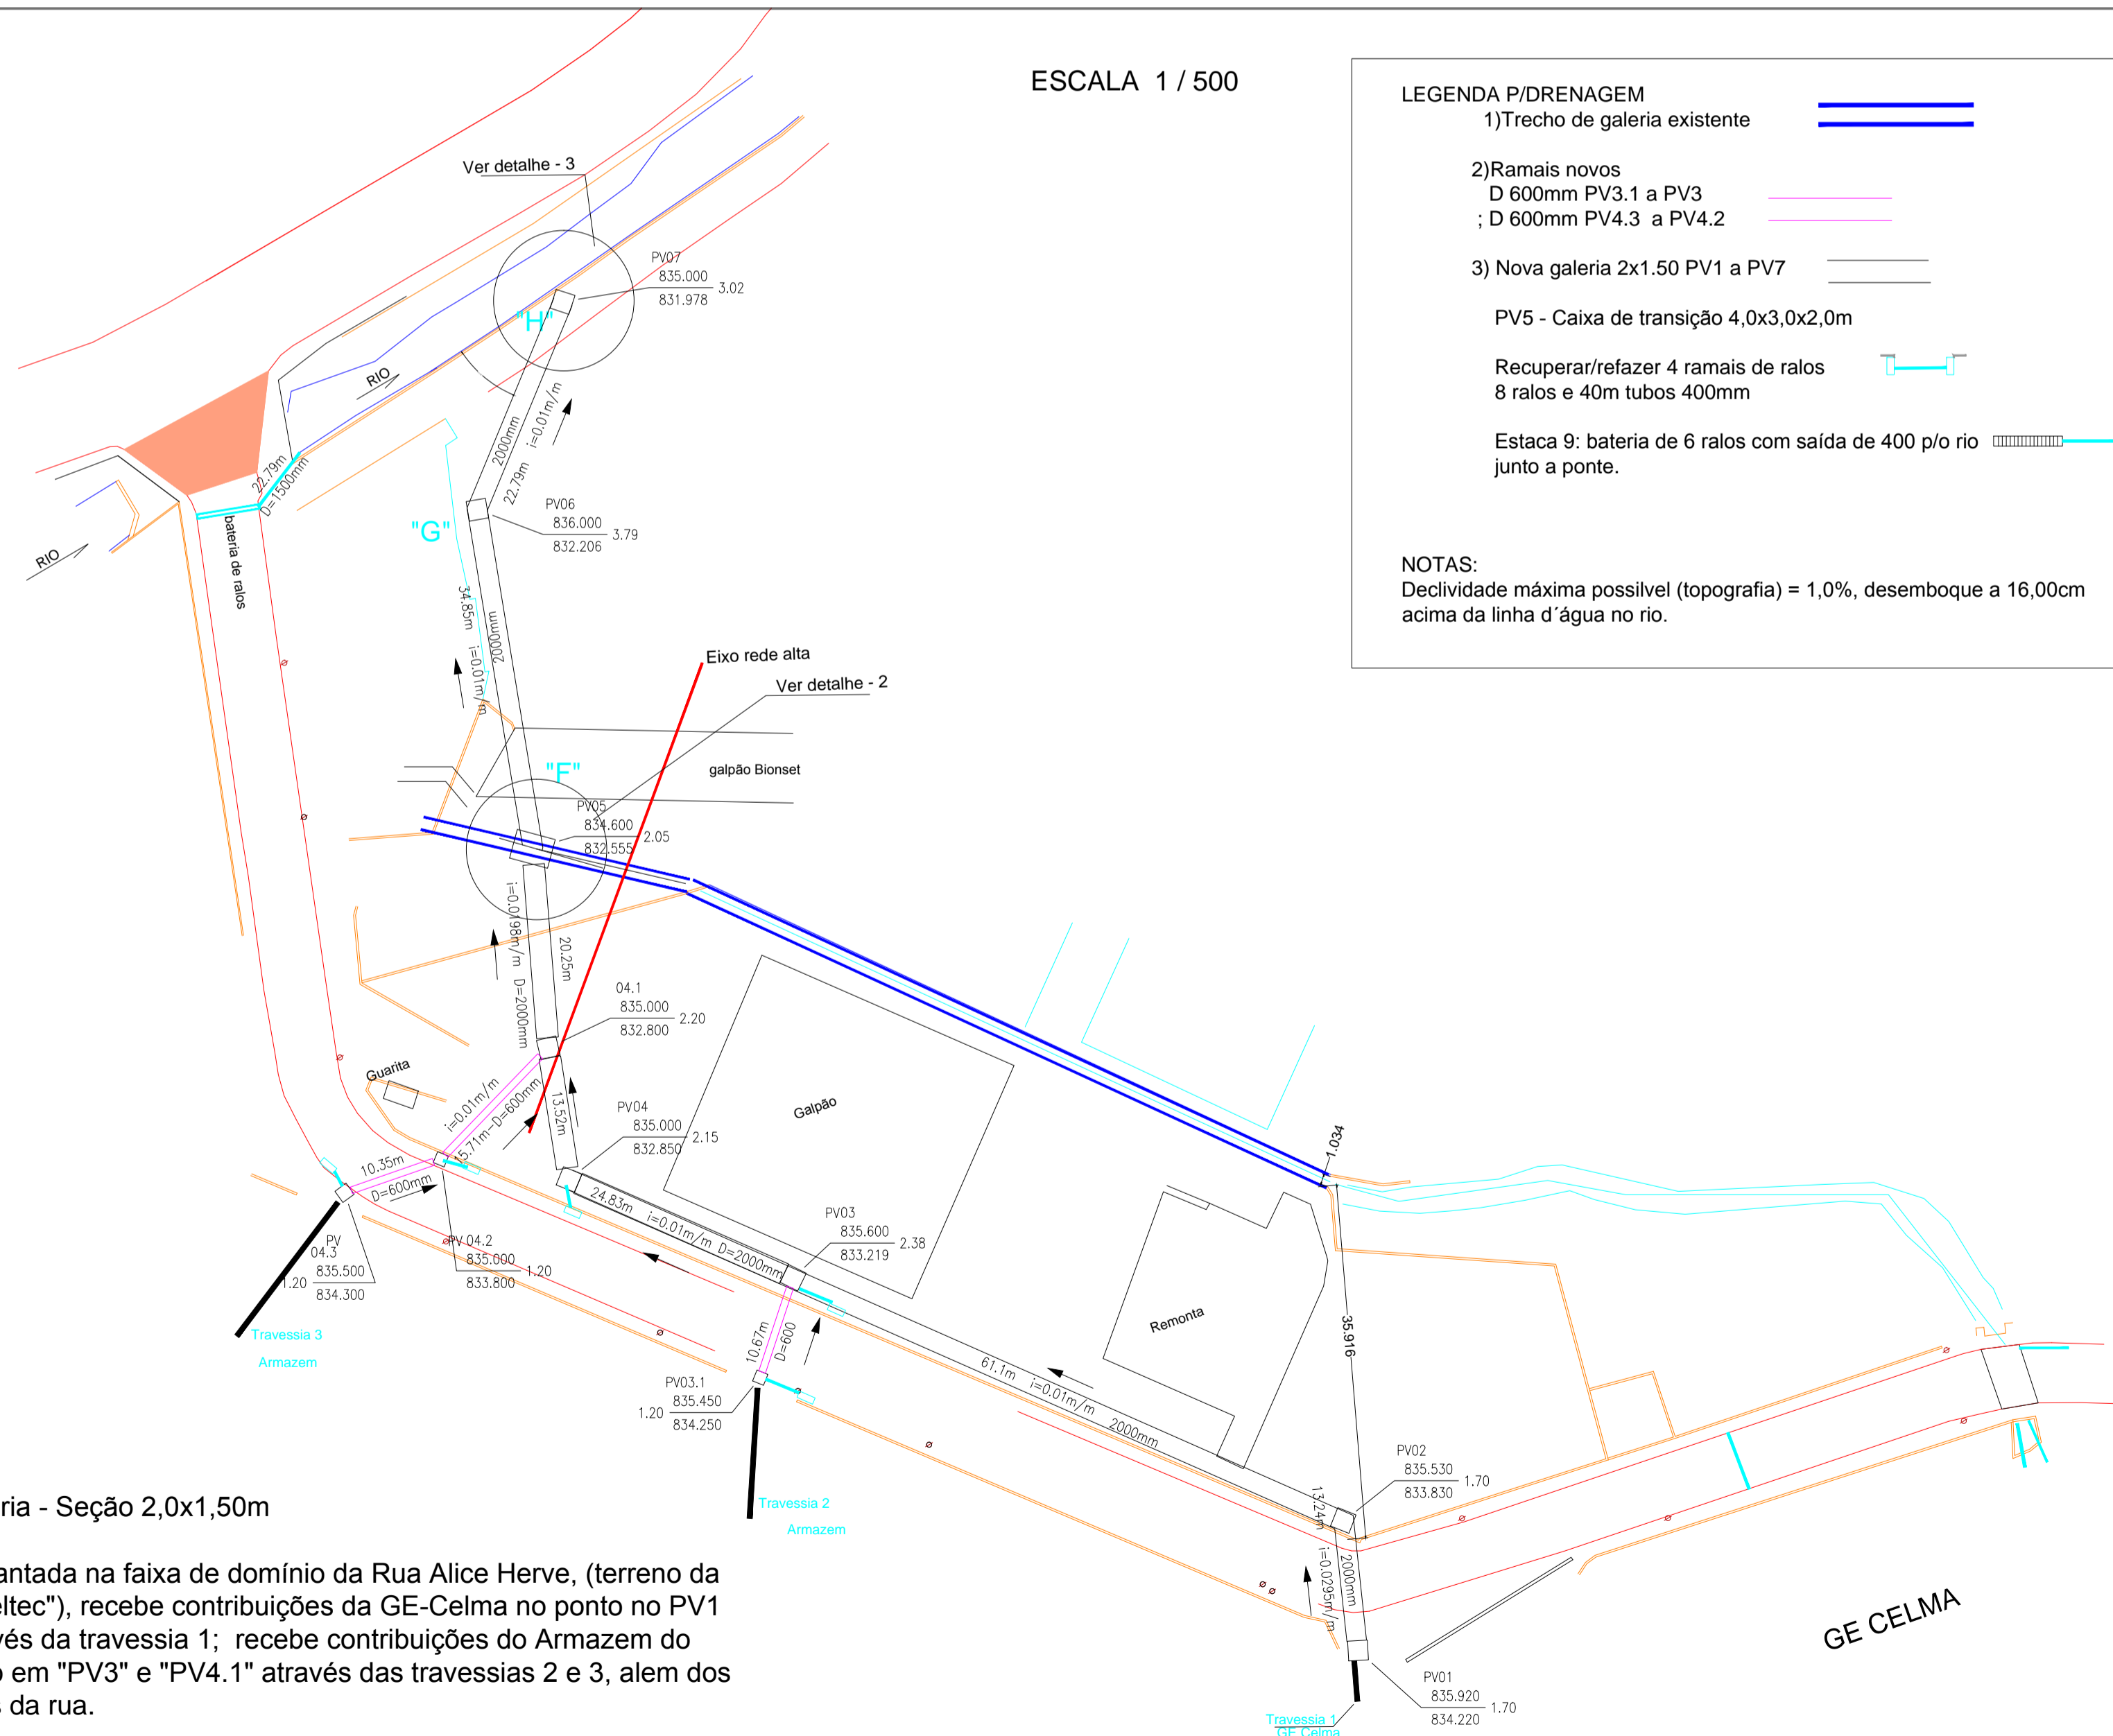 ESCALA 1 / 500
LEGENDA P/DRENAGEM
1)Trecho de galeria existente
2)Ramais novos
D 600mm PV3.1 a PV3
; D 600mm PV4.3 a PV4.2
3) Nova galeria 2x1.50 PV1 a PV7
PV5 - Caixa de transição 4,0x3,0x2,0m
Recuperar/refazer 4 ramais de ralos
8 ralos e 40m tubos 400mm
Estaca 9: bateria de 6 ralos com saída de 400 p/o rio
junto a ponte.
NOTAS:
Declividade máxima possilvel (topografia) = 1,0%, desemboque a 16,00cm
acima da linha d´água no rio.
Ver detalhe - 3
PV07
835.000
3.02
831.978
"H"
RIO
2000mm
22.79m i=0.01m/m
22.79m
D=1500mm
bateria de ralos
RIO
"G"
PV06
836.000
3.79
832.206
34.85m i=0.01m/m
2000mm
Eixo rede alta
Ver detalhe - 2
galpão Bionset
"F"
PV05
834.600
2.05
832.555
i=0.0198m/m D=2000mm
20.25m
04.1
835.000
2.20
832.800
Guarita
i=0.01m/m
15.71m-D=600mm
13.52m
PV04
835.000
2.15
832.850
Galpão
10.35m
D=600mm
24.83m i=0.01m/m D=2000mm
PV03
835.600
2.38
833.219
1.034
PV
04.3
835.500
1.20
834.300
PV 04.2
835.000
1.20
833.800
Travessia 3
Armazem
10.67m
D=600
PV03.1
835.450
1.20
834.250
Remonta
35.916
61.1m i=0.01m/m 2000mm
PV02
835.530
1.70
833.830
Travessia 2
Armazem
13.24m i=0.0295m/m
2000mm
GE CELMA
PV01
835.920
1.70
834.220
Travessia 1
GE Celma
ria - Seção 2,0x1,50m
antada na faixa de domínio da Rua Alice Herve, (terreno da
eltec"), recebe contribuições da GE-Celma no ponto no PV1
vés da travessia 1; recebe contribuições do Armazem do
o em "PV3" e "PV4.1" através das travessias 2 e 3, alem dos
s da rua.